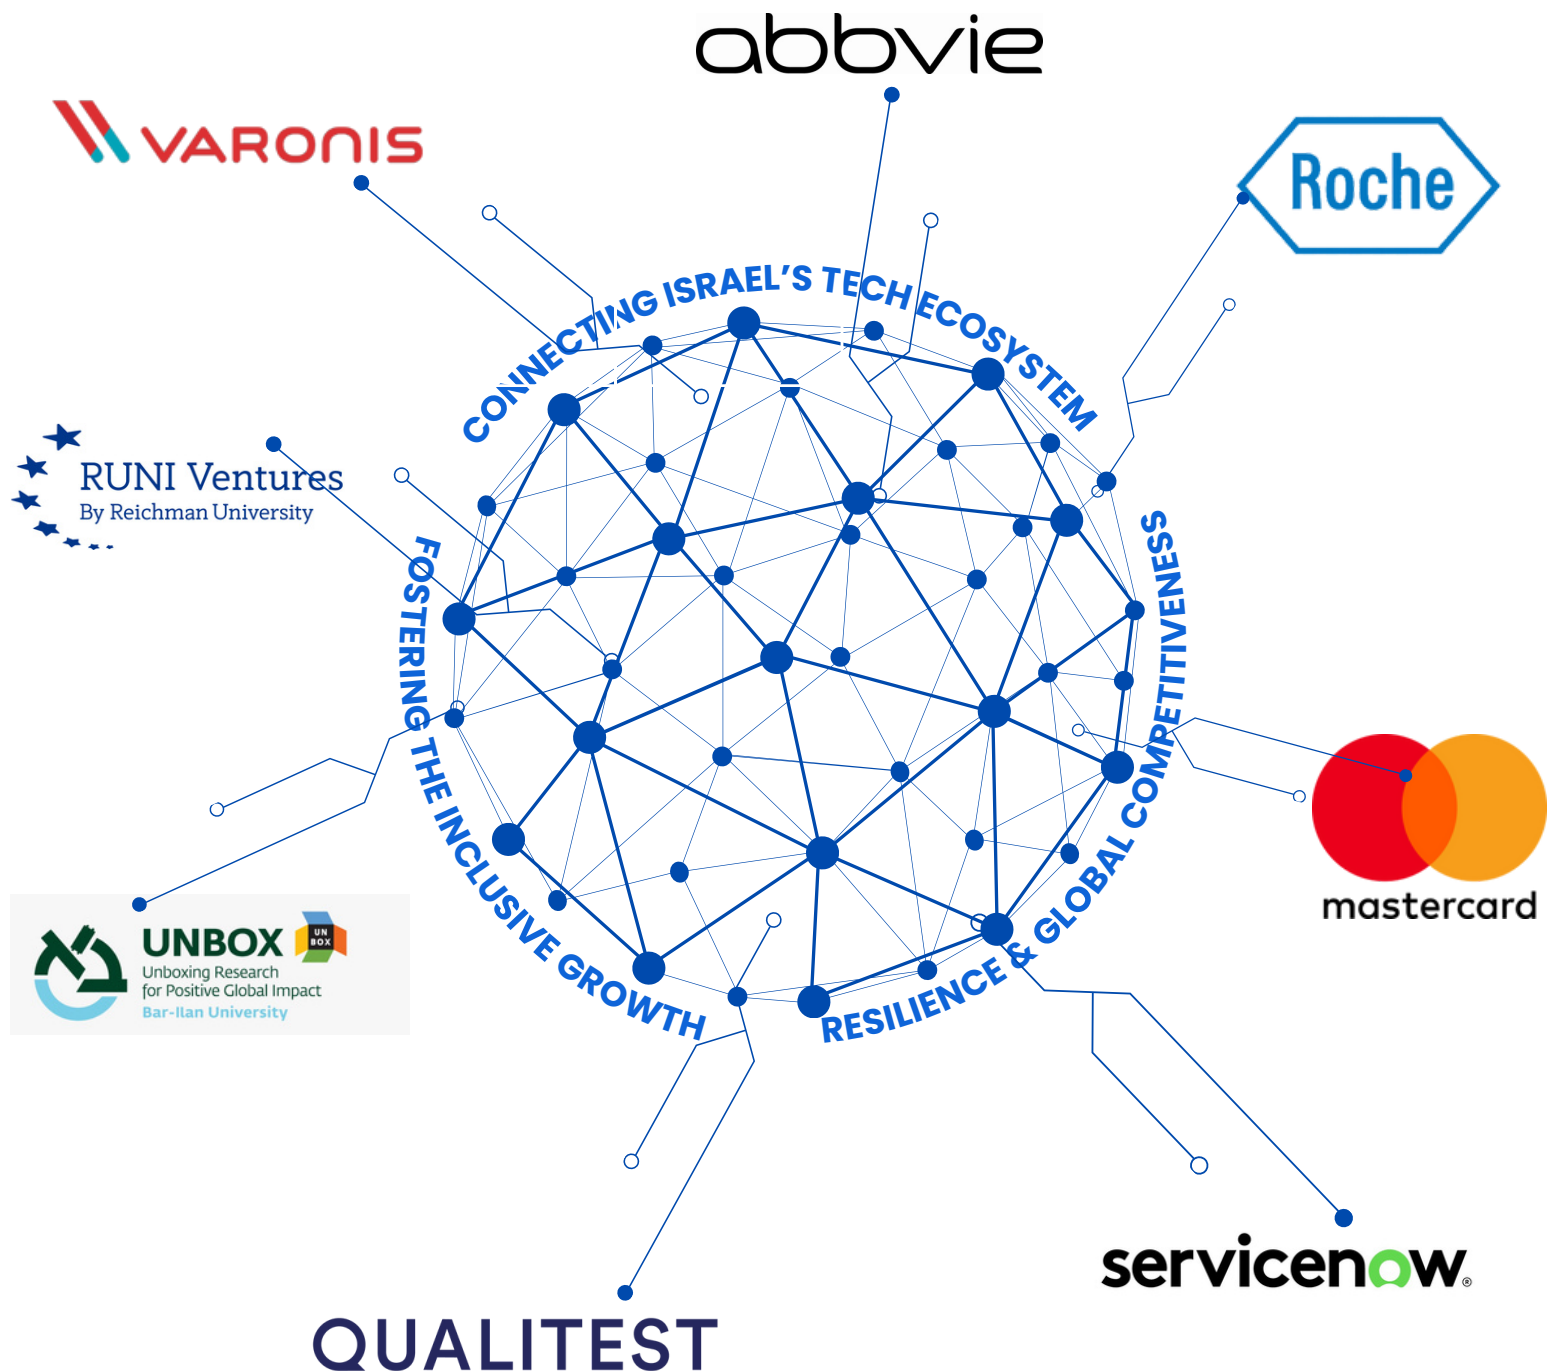 abbvie
VARONIS
Roche
CONNECTING ISRAEL'S TECH ECOSYSTEM
RUNI Ventures
By Reichman University
FOSTERING THE INCLUSIVE GROWTH
RESILIENCE & GLOBAL COMPETITIVENESS
mastercard
UNBOX
UN
BOX
Unboxing Research
for Positive Global Impact
Bar-Ilan University
servicenow®
QUALITEST